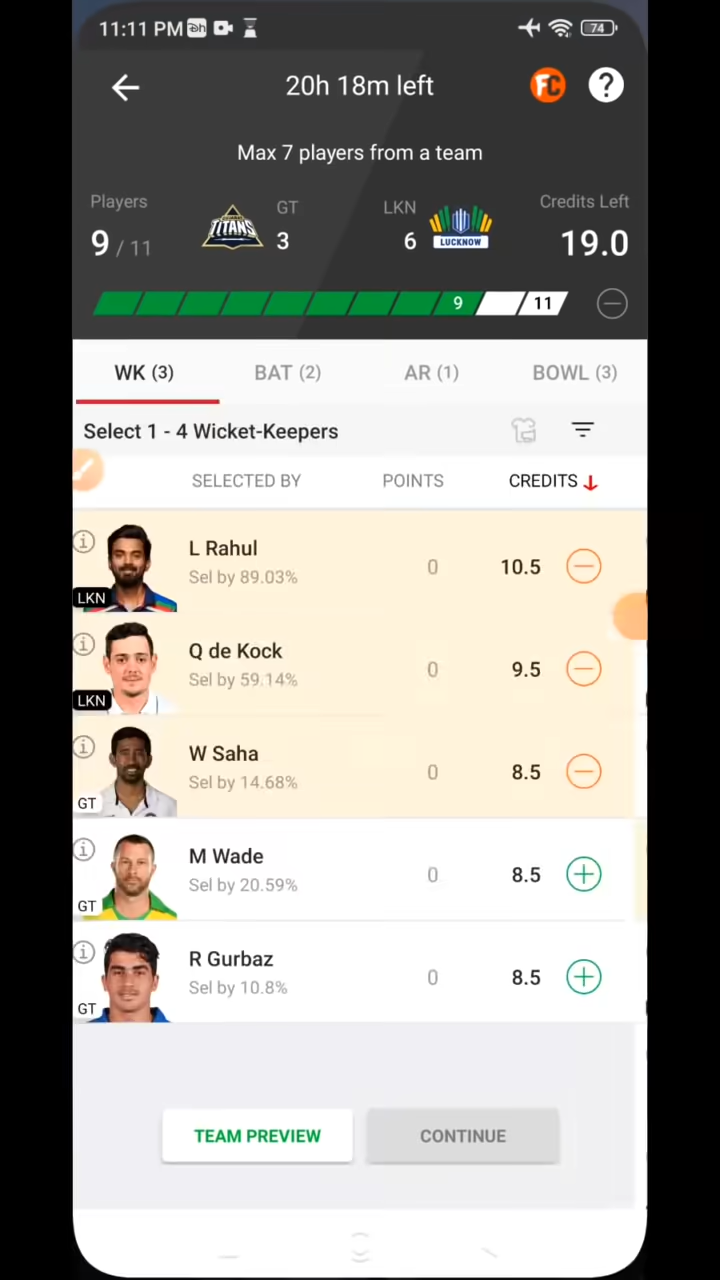 11:11 PM
74
20h 18m left
FC
?
Max 7 players from a team
Players
GT
LKN
Credits Left
9 / 11
TITANS
3
6
LUCKNOW
19.0
9
11
WK (3)
BAT (2)
AR (1)
BOWL (3)
Select 1 - 4 Wicket-Keepers
SELECTED BY
POINTS
CREDITS
L Rahul
Sel by 89.03%
0
10.5
LKN
Q de Kock
Sel by 59.14%
0
9.5
LKN
W Saha
Sel by 14.68%
0
8.5
GT
M Wade
Sel by 20.59%
0
8.5
GT
R Gurbaz
Sel by 10.8%
0
8.5
GT
TEAM PREVIEW
CONTINUE